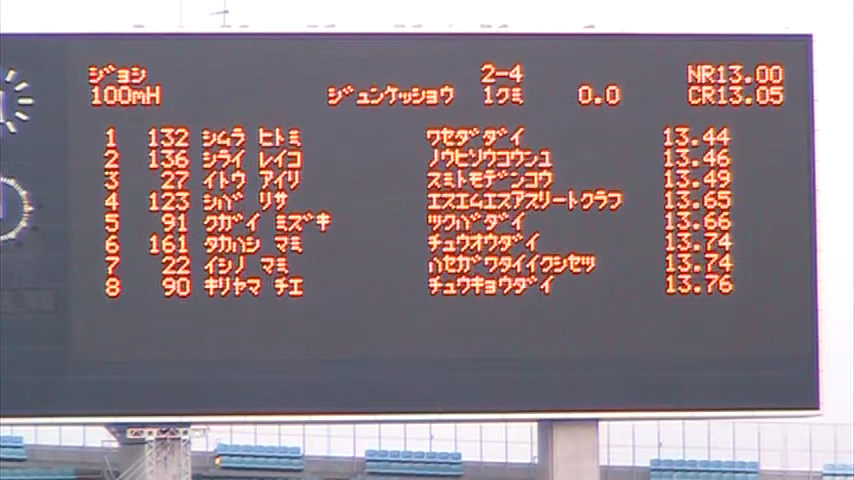 ジョシ 2-4 NR13.00
100mH ジュンケッショウ 1クミ 0.0 CR13.05
1 132 シムラ ヒトミ ワセダダイ 13.44
2 136 シライ レイコ ノウヒソウコウンユ 13.46
3 27 イトウ アイリ スミトモデンコウ 13.49
4 123 シバ リサ エスエムエスアスリートクラブ 13.65
5 91 クガイ ミズキ ツクバダイ 13.66
6 161 タカハシ マミ チュウオウダイ 13.74
7 22 イシノ マミ ハセガワタイイクシセツ 13.74
8 90 キリヤマ チエ チュウキョウダイ 13.76